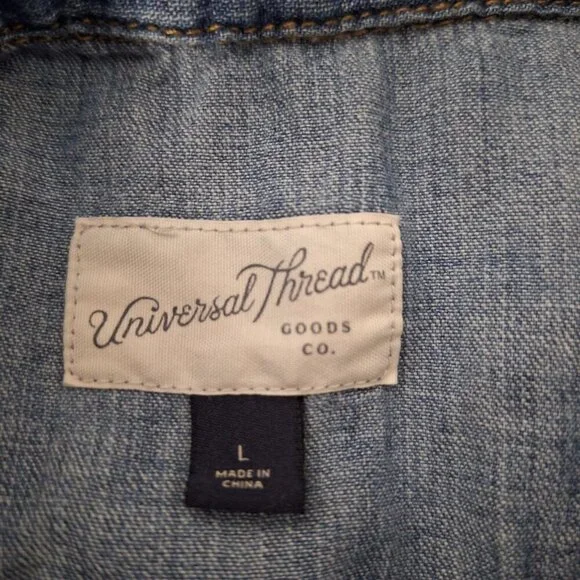 Universal Thread™
GOODS
CO.
L
MADE IN
CHINA